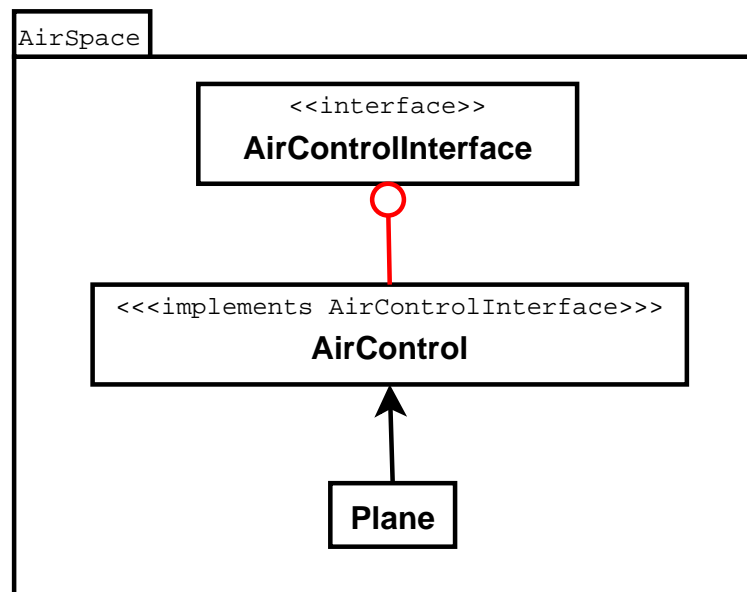 AirSpace
<<interface>>
AirControlInterface
<<<implements AirControlInterface>>>
AirControl
Plane